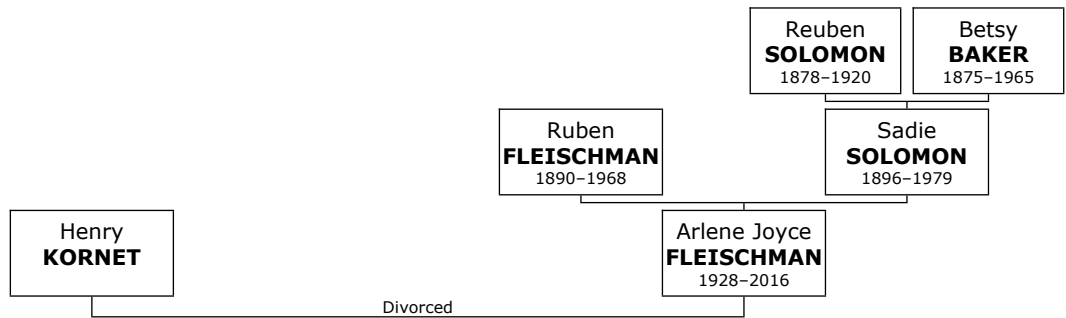 Reuben
SOLOMON
1878–1920
Betsy
BAKER
1875–1965
Ruben
FLEISCHMAN
1890–1968
Sadie
SOLOMON
1896–1979
Henry
KORNET
Arlene Joyce
FLEISCHMAN
1928–2016
Divorced